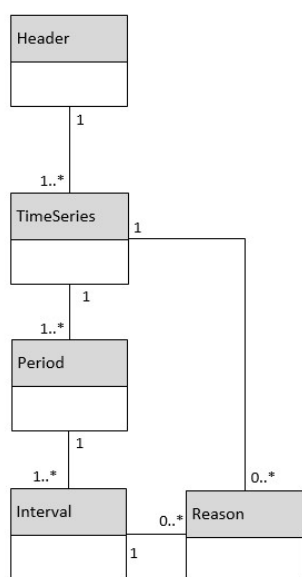 Header
1
1..*
TimeSeries
1
1
1..*
Period
1
1..*
0..*
Interval
0..*
Reason
1